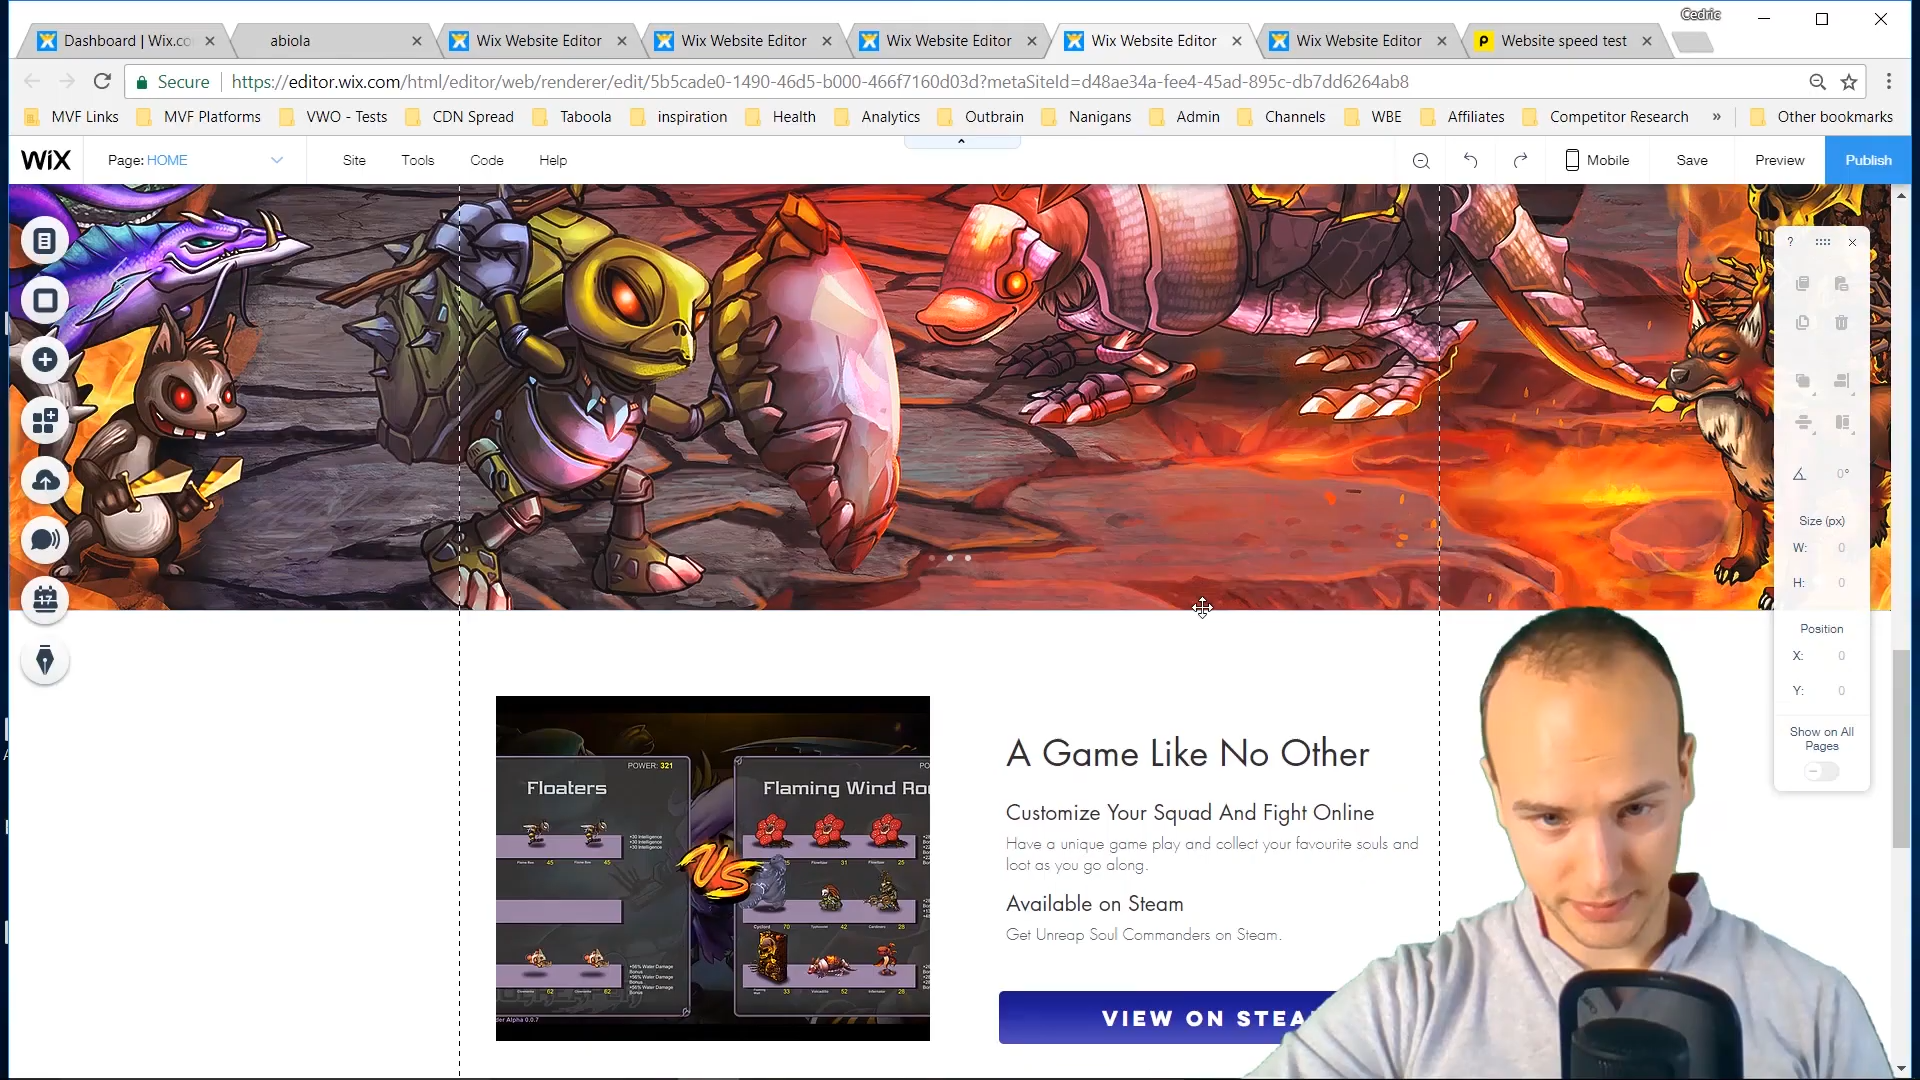 Cedric
Dashboard | Wix.co
abiola
Wix Website Editor
Wix Website Editor
Wix Website Editor
Wix Website Editor
Wix Website Editor
Website speed test
Secure
https://editor.wix.com/html/editor/web/renderer/edit/5b5cade0-1490-46d5-b000-466f7160d03d?metaSiteId=d48ae34a-fee4-45ad-895c-db7dd6264ab8
MVF Links
MVF Platforms
VWO - Tests
CDN Spread
Taboola
inspiration
Health
Analytics
Outbrain
Nanigans
Admin
Channels
WBE
Affiliates
Competitor Research
»
Other bookmarks
WiX
Page: HOME
Site
Tools
Code
Help
Mobile
Save
Preview
Publish
?
0°
Size (px)
W: 0
H: 0
Position
X: 0
Y: 0
Show on All
Pages
17
POWER: 321
Floaters
Flaming Wind Ro
VS
A Game Like No Other
Customize Your Squad And Fight Online
Have a unique game play and collect your favourite souls and
loot as you go along.
Available on Steam
Get Unreap Soul Commanders on Steam.
VIEW ON STEA